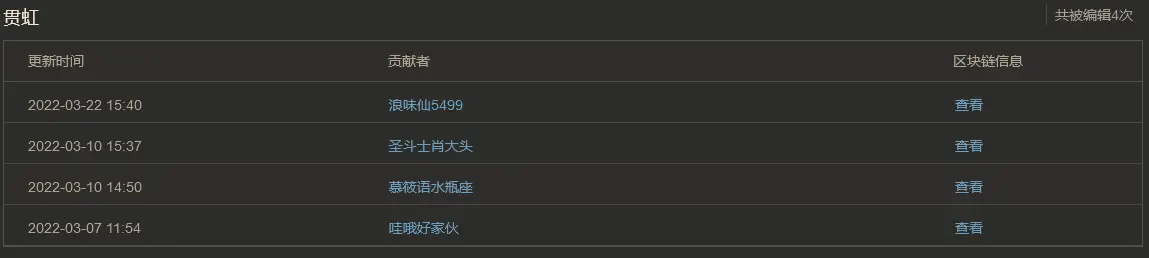 贯虹 共被编辑4次
更新时间 贡献者 区块链信息
2022-03-22 15:40 浪味仙5499 查看
2022-03-10 15:37 圣斗士肖大头 查看
2022-03-10 14:50 慕筱语水瓶座 查看
2022-03-07 11:54 哇哦好家伙 查看